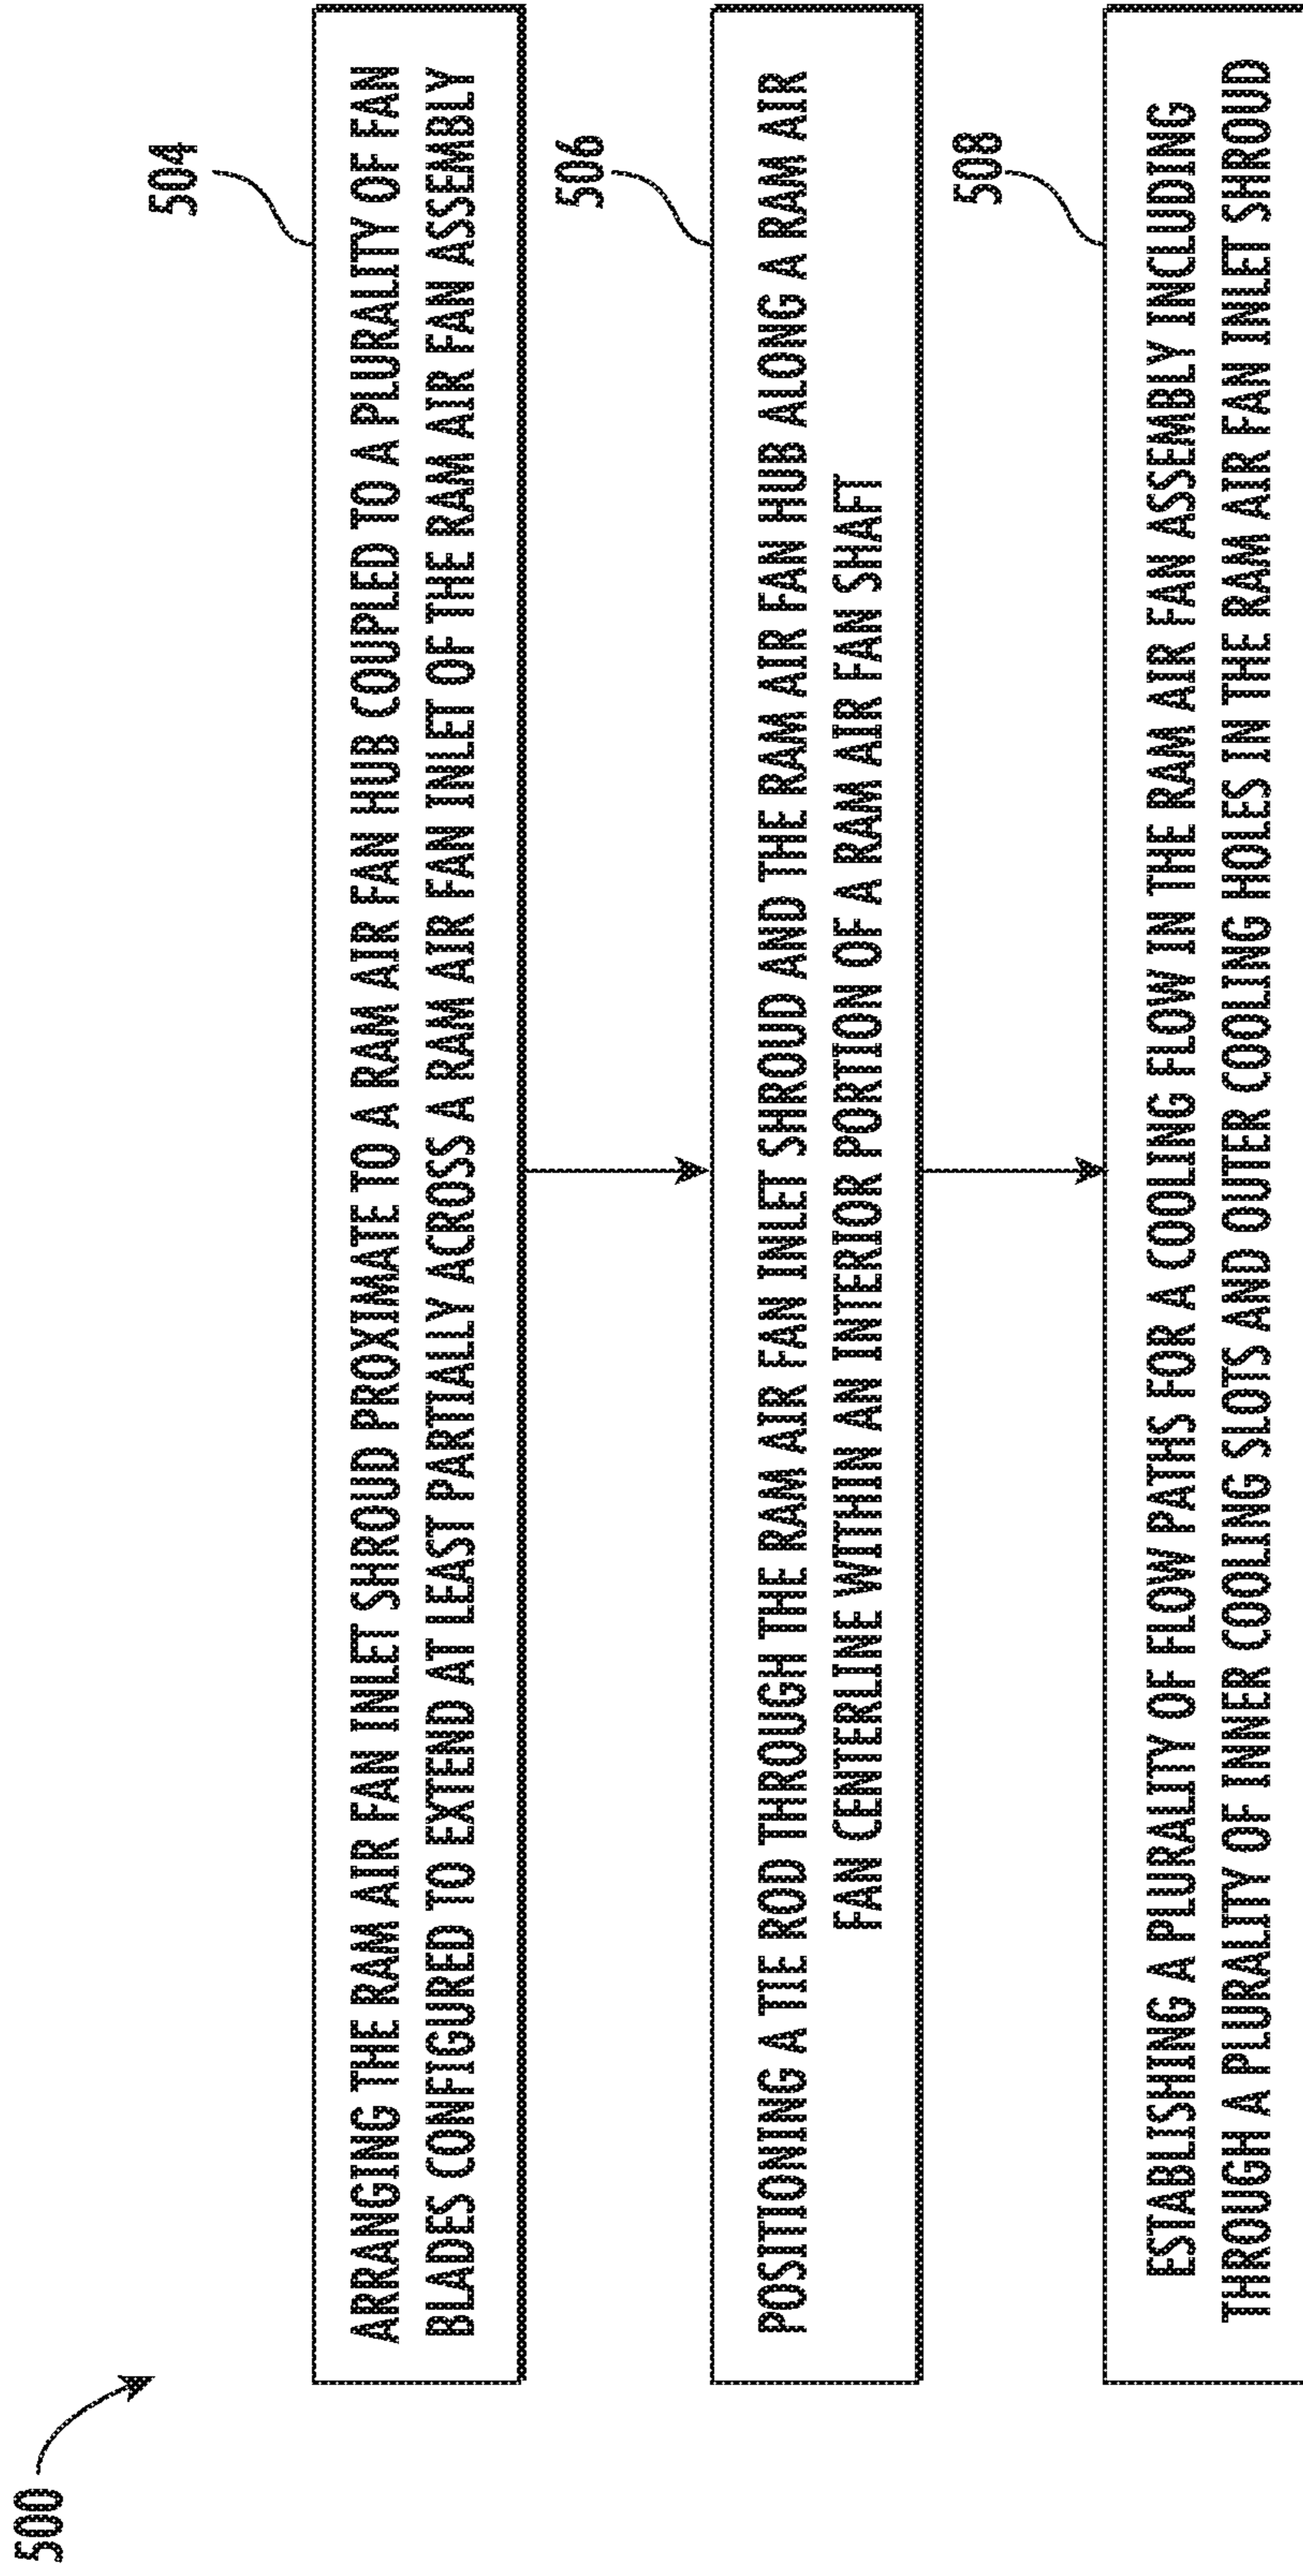 500
504
ARRANGING THE RAM AIR FAN INLET SHROUD PROXIMATE TO A RAM AIR FAN HUB COUPLED TO A PLURALITY OF FAN
BLADES CONFIGURED TO EXTEND AT LEAST PARTIALLY ACROSS A RAM AIR FAN INLET OF THE RAM AIR FAN ASSEMBLY
506
POSITIONING A TIE ROD THROUGH THE RAM AIR FAN INLET SHROUD AND THE RAM AIR FAN HUB ALONG A RAM AIR
FAN CENTERLINE WITHIN AN INTERIOR PORTION OF A RAM AIR FAN SHAFT
508
ESTABLISHING A PLURALITY OF FLOW PATHS FOR A COOLING FLOW IN THE RAM AIR FAN ASSEMBLY INCLUDING
THROUGH A PLURALITY OF INNER COOLING SLOTS AND OUTER COOLING HOLES IN THE RAM AIR FAN INLET SHROUD